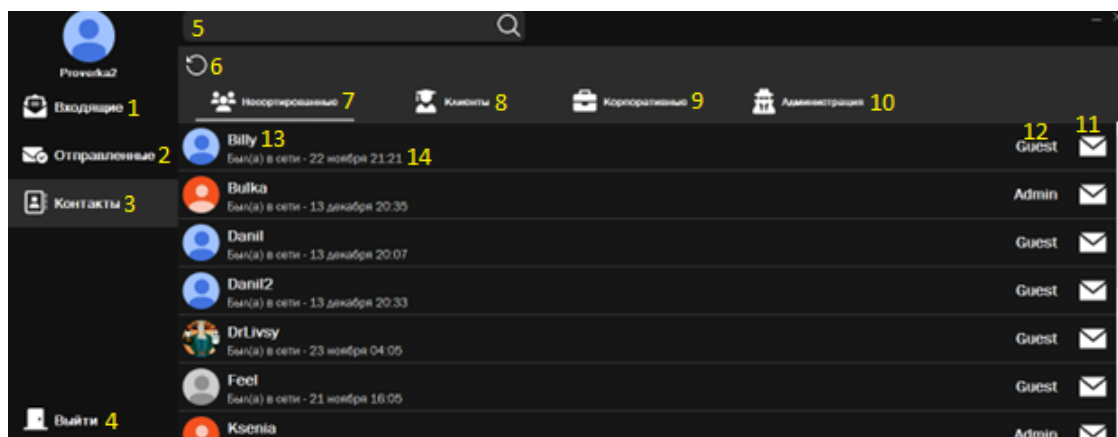 5
Proverka2
6
Входящие 1
Несортированные 7 Клиенты 8 Корпоративные 9 Администрация 10
Отправленные 2
Контакты 3
Выйти 4
Billy 13 12 11
Был(а) в сети - 22 ноября 21:21 14 Guest
Bulka
Был(а) в сети - 13 декабря 20:35 Admin
Danil
Был(а) в сети - 13 декабря 20:07 Guest
Danil2
Был(а) в сети - 13 декабря 20:33 Guest
DrLivsy
Был(а) в сети - 23 ноября 04:05 Guest
Feel
Был(а) в сети - 21 ноября 16:05 Guest
Ksenia
Admin